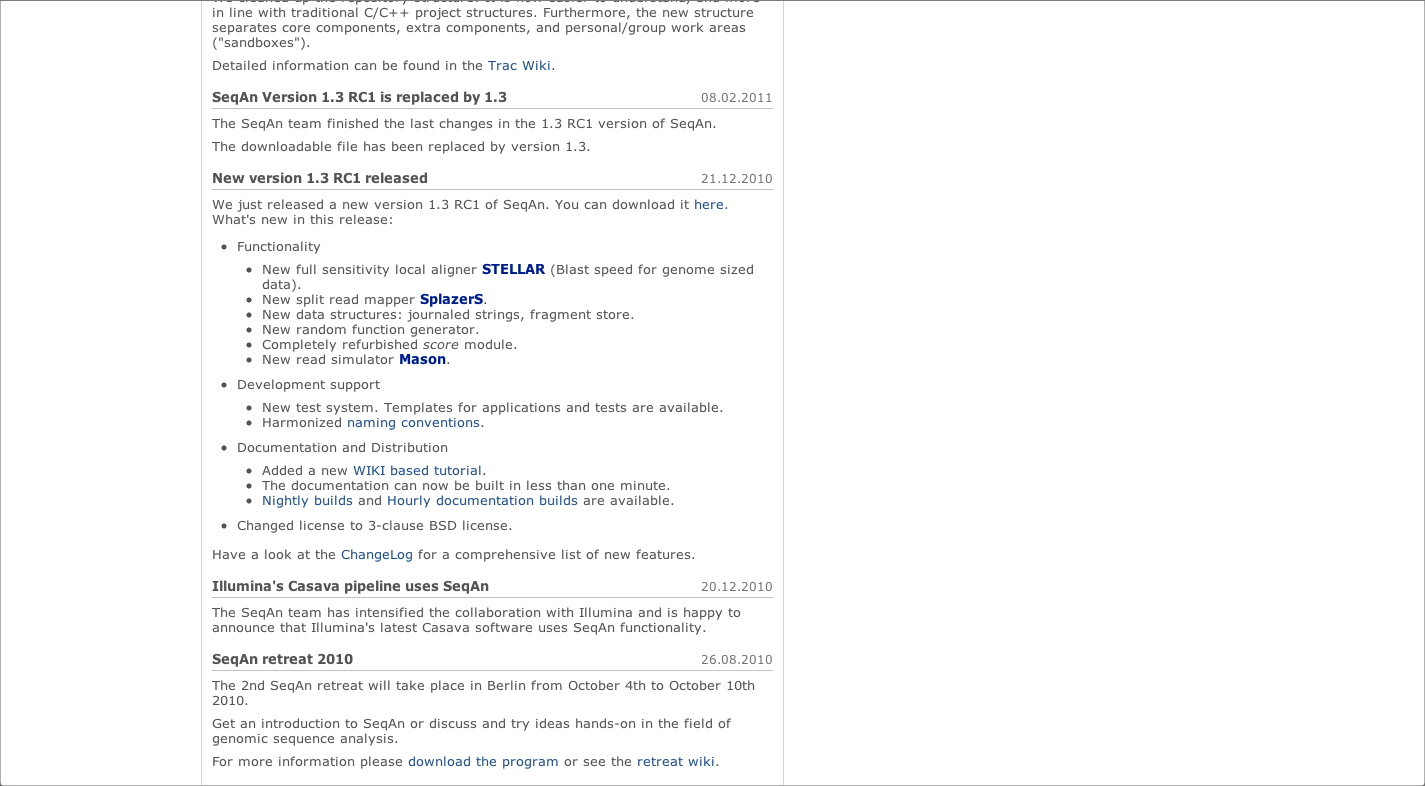 in line with traditional C/C++ project structures. Furthermore, the new structure
separates core components, extra components, and personal/group work areas
("sandboxes").
Detailed information can be found in the Trac Wiki.
SeqAn Version 1.3 RC1 is replaced by 1.3 08.02.2011
The SeqAn team finished the last changes in the 1.3 RC1 version of SeqAn.
The downloadable file has been replaced by version 1.3.
New version 1.3 RC1 released 21.12.2010
We just released a new version 1.3 RC1 of SeqAn. You can download it here.
What's new in this release:
• Functionality
• New full sensitivity local aligner STELLAR (Blast speed for genome sized
data).
• New split read mapper SplazerS.
• New data structures: journaled strings, fragment store.
• New random function generator.
• Completely refurbished score module.
• New read simulator Mason.
• Development support
• New test system. Templates for applications and tests are available.
• Harmonized naming conventions.
• Documentation and Distribution
• Added a new WIKI based tutorial.
• The documentation can now be built in less than one minute.
• Nightly builds and Hourly documentation builds are available.
• Changed license to 3-clause BSD license.
Have a look at the ChangeLog for a comprehensive list of new features.
Illumina's Casava pipeline uses SeqAn 20.12.2010
The SeqAn team has intensified the collaboration with Illumina and is happy to
announce that Illumina's latest Casava software uses SeqAn functionality.
SeqAn retreat 2010 26.08.2010
The 2nd SeqAn retreat will take place in Berlin from October 4th to October 10th
2010.
Get an introduction to SeqAn or discuss and try ideas hands-on in the field of
genomic sequence analysis.
For more information please download the program or see the retreat wiki.